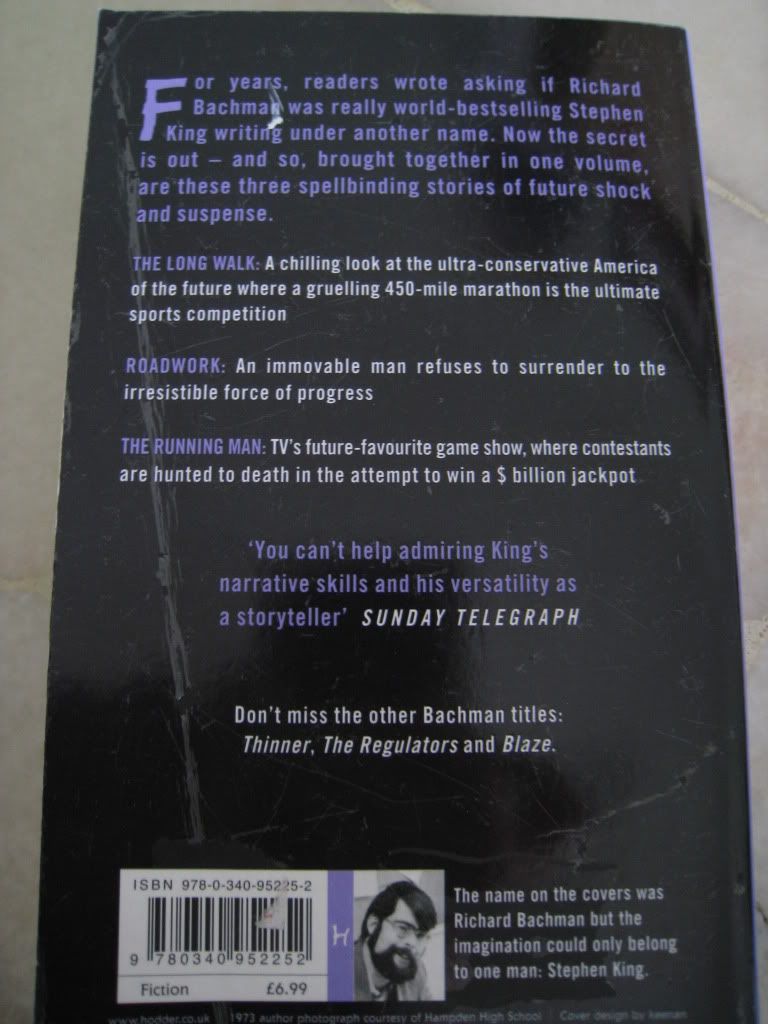 For years, readers wrote asking if Richard
Bachman was really world-bestselling Stephen
King writing under another name. Now the secret
is out – and so, brought together in one volume,
are these three spellbinding stories of future shock
and suspense.
THE LONG WALK: A chilling look at the ultra-conservative America
of the future where a gruelling 450-mile marathon is the ultimate
sports competition
ROADWORK: An immovable man refuses to surrender to the
irresistible force of progress
THE RUNNING MAN: TV's future-favourite game show, where contestants
are hunted to death in the attempt to win a $ billion jackpot
'You can't help admiring King's
narrative skills and his versatility as
a storyteller' SUNDAY TELEGRAPH
Don't miss the other Bachman titles:
Thinner, The Regulators and Blaze.
ISBN 978-0-340-95225-2
9 780340 952252
Fiction £6.99
H
The name on the covers was
Richard Bachman but the
imagination could only belong
to one man: Stephen King.
www.hodder.co.uk | 1973 author photograph courtesy of Hampden High School | Cover design by keenan